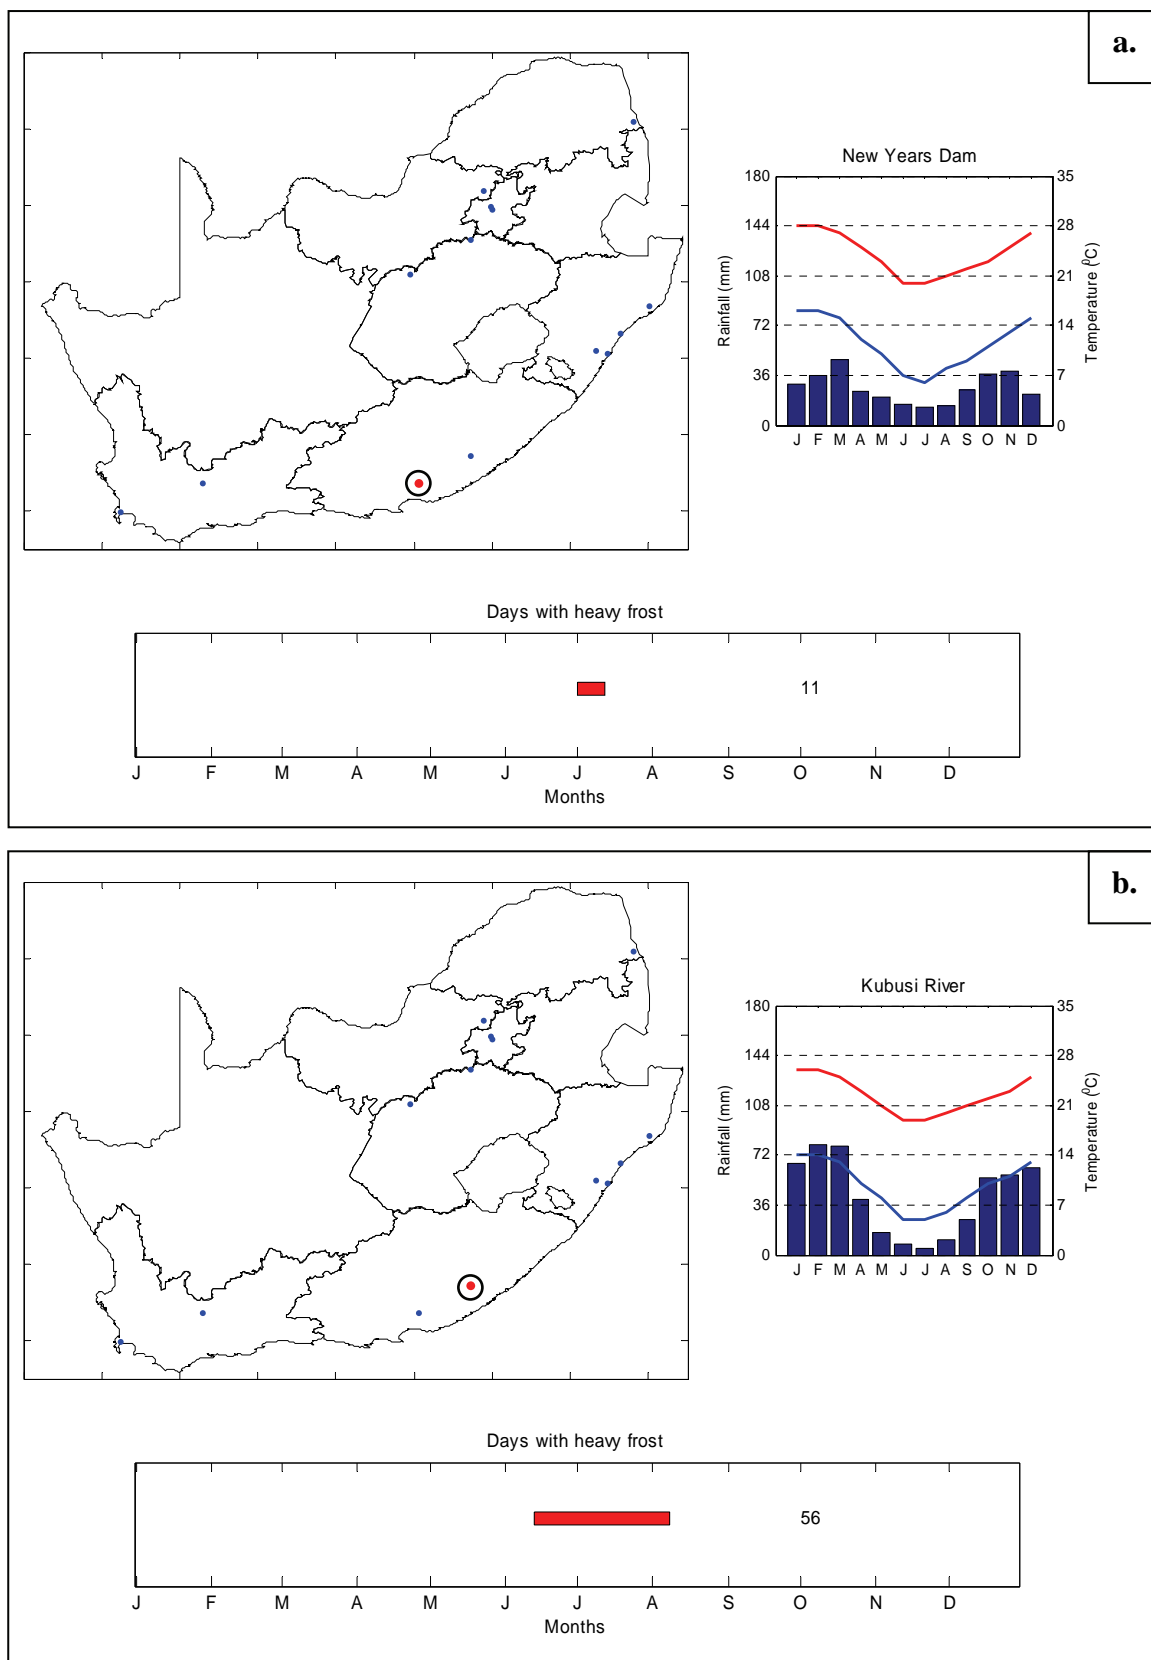 a.
New Years Dam
180 35
144 28
108 21
72 14
36 7
0 0
Rainfall (mm)
Temperature (⁰C)
J F M A M J J A S O N D
Days with heavy frost
11
J F M A M J J A S O N D
Months
b.
Kubusi River
180 35
144 28
108 21
72 14
36 7
0 0
Rainfall (mm)
Temperature (⁰C)
J F M A M J J A S O N D
Days with heavy frost
56
J F M A M J J A S O N D
Months